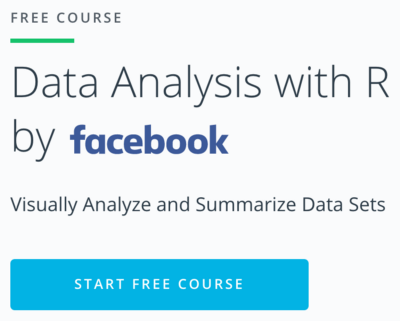 FREE COURSE
Data Analysis with R
by facebook
Visually Analyze and Summarize Data Sets
START FREE COURSE